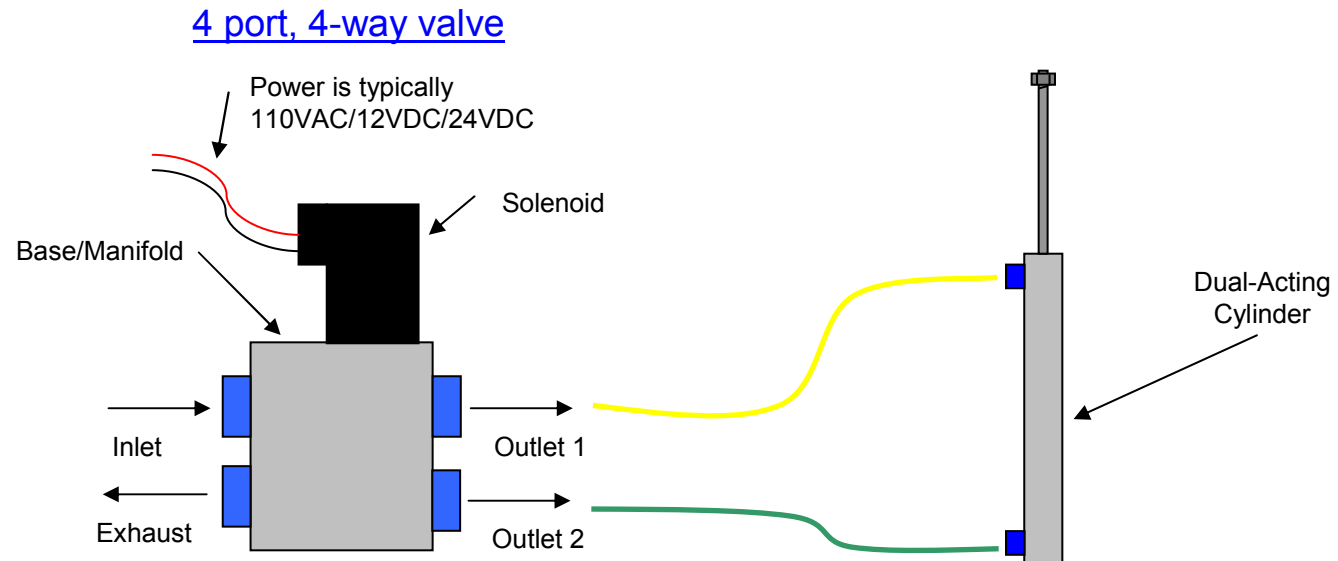 4 port, 4-way valve
Power is typically
110VAC/12VDC/24VDC
Solenoid
Base/Manifold
Dual-Acting
Cylinder
Inlet
Outlet 1
Exhaust
Outlet 2